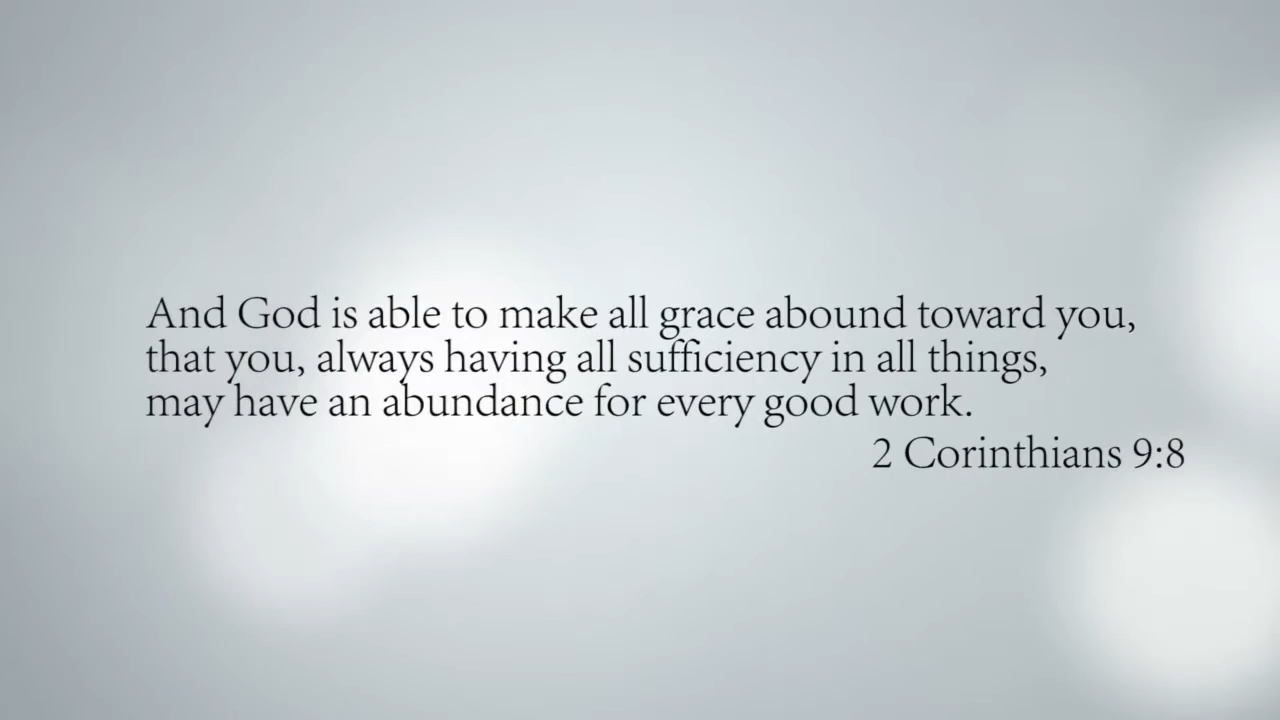 And God is able to make all grace abound toward you,
that you, always having all sufficiency in all things,
may have an abundance for every good work.
2 Corinthians 9:8